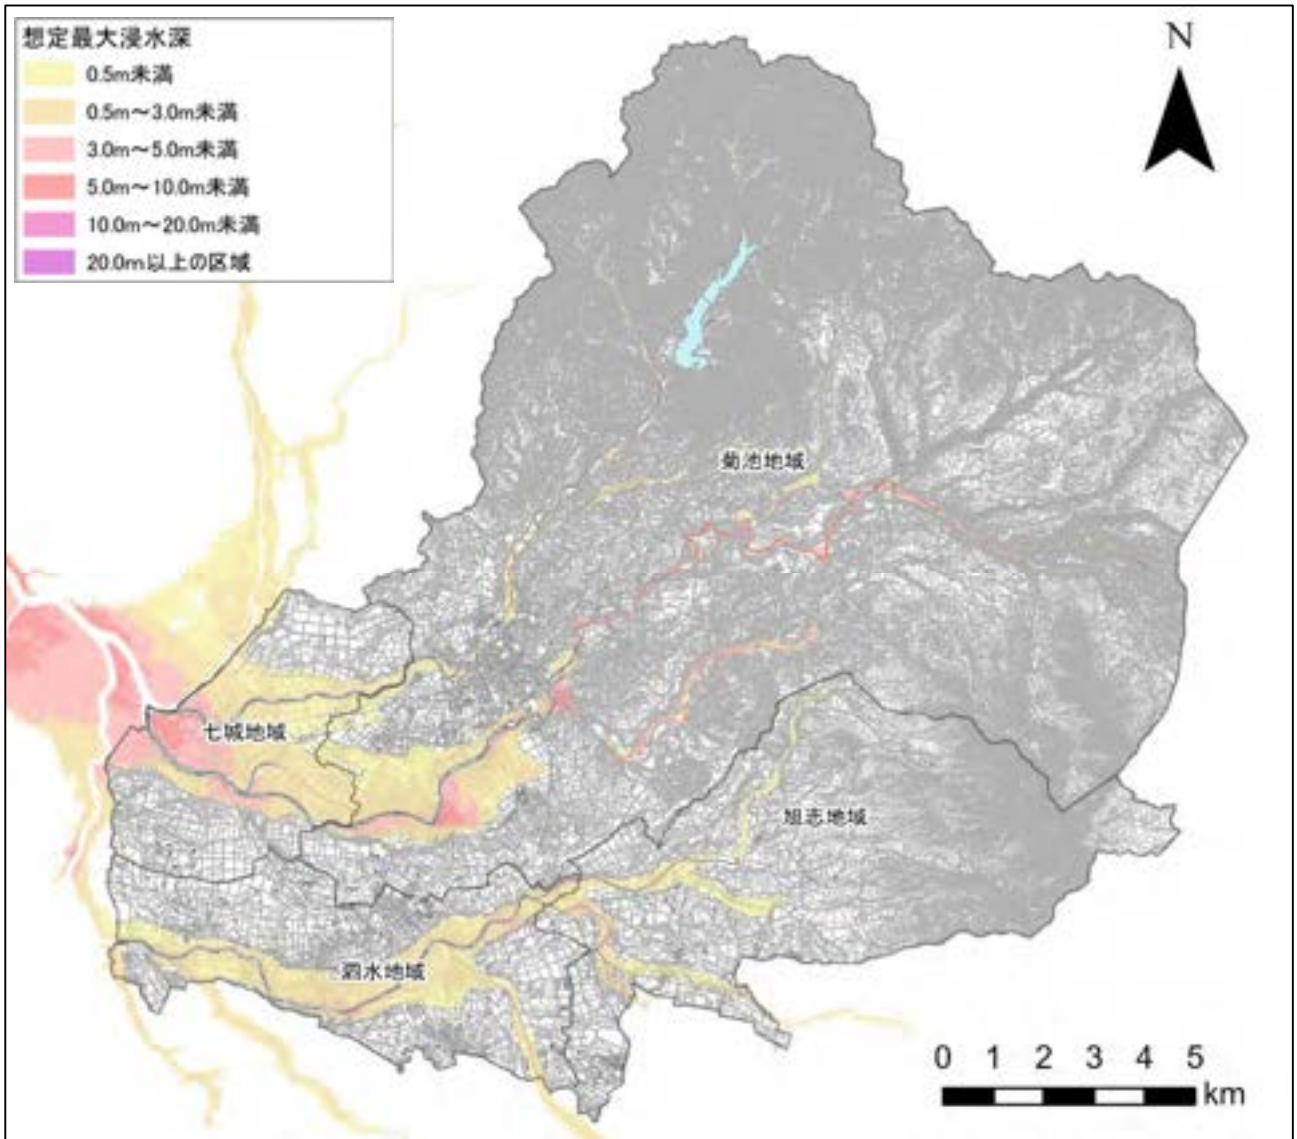 想定最大浸水深
0.5m未満
0.5m～3.0m未満
3.0m～5.0m未満
5.0m～10.0m未満
10.0m～20.0m未満
20.0m以上の区域
N
菊池地域
七城地域
旭志地域
泗水地域
0 1 2 3 4 5
km